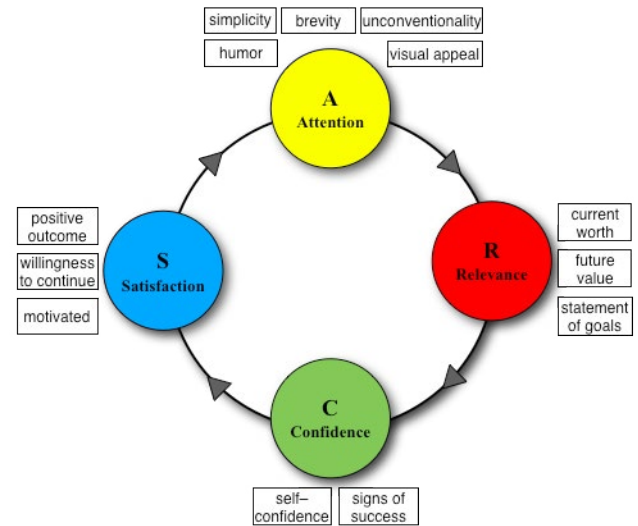 simplicity
brevity
unconventionality
humor
visual appeal
A
Attention
positive
outcome
willingness
to continue
motivated
S
Satisfaction
R
Relevance
current
worth
future
value
statement
of goals
C
Confidence
self–
confidence
signs of
success